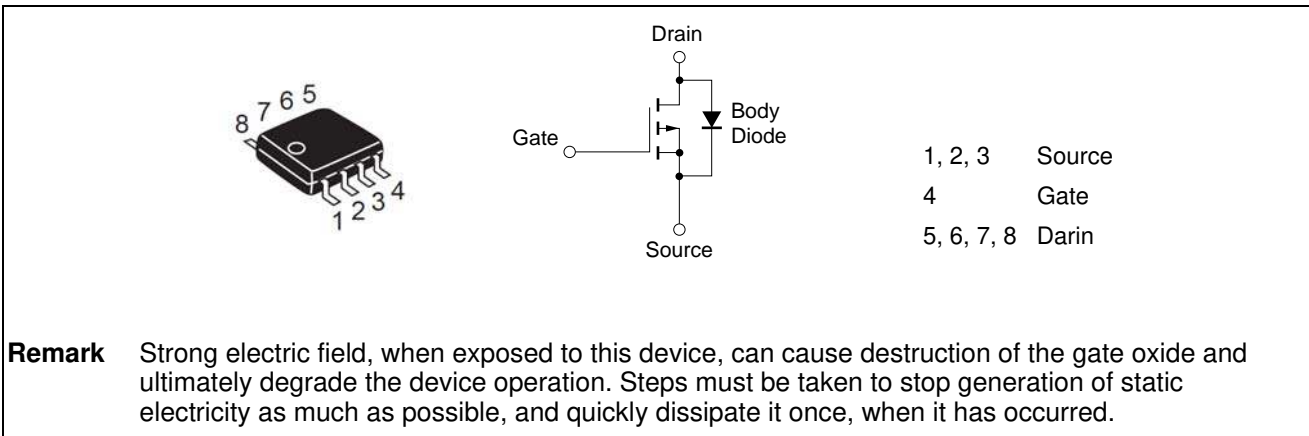 8 7 6 5
1 2 3 4
Drain
Gate
Body
Diode
Source
1, 2, 3 Source
4 Gate
5, 6, 7, 8 Darin
Remark Strong electric field, when exposed to this device, can cause destruction of the gate oxide and
ultimately degrade the device operation. Steps must be taken to stop generation of static
electricity as much as possible, and quickly dissipate it once, when it has occurred.